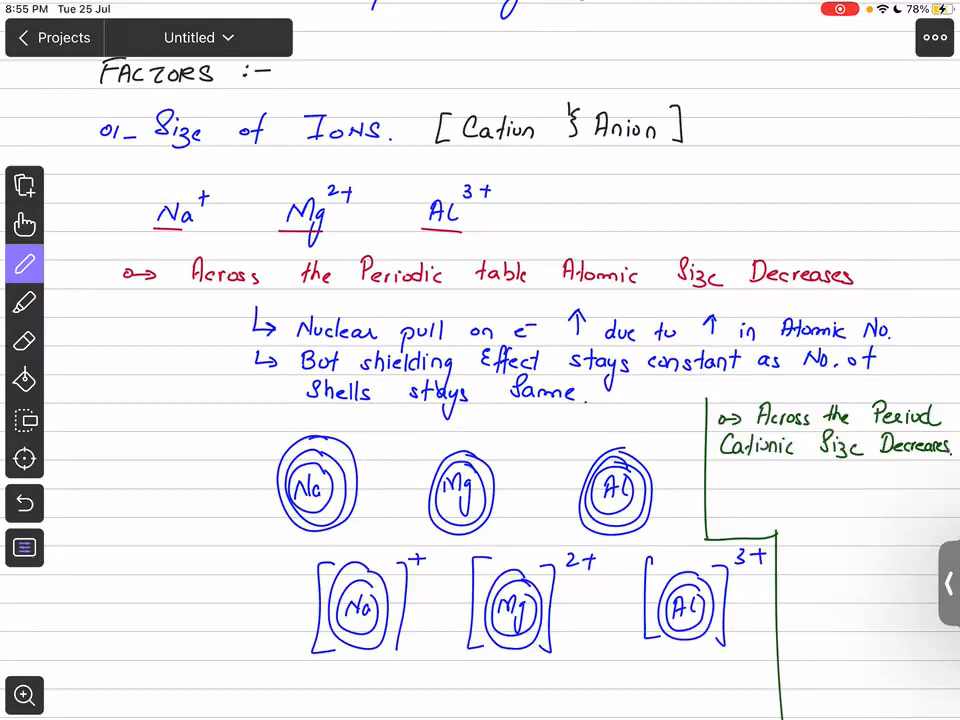 8:55 PM Tue 25 Jul
78%
Projects
Untitled
FACTORS :-
01_ Size of IONS. [Cation & Anion]
Na+ Mg2+ Al3+
Across the Periodic table Atomic Size Decreases
Nuclear pull on e- ↑ due to ↑ in Atomic No.
But shielding Effect stays constant as No. of
Shells stays Same.
Across the Period
Cationic Size Decreases.
Na Mg Al
[Na]+ [Mg]2+ [Al]3+